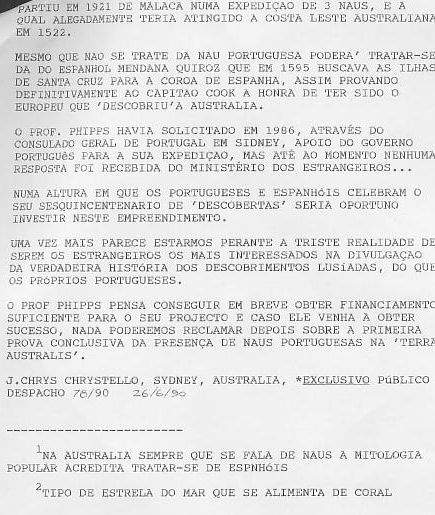 PARTIU EM 1921 DE MALACA NUMA EXPEDIÇAO DE 3 NAUS, E A
QUAL ALEGADAMENTE TERIA ATINGIDO A COSTA LESTE AUSTRALIANA
EM 1522.
MESMO QUE NAO SE TRATE DA NAU PORTUGUESA PODERA' TRATAR-SE
DA DO ESPANHOL MENDANA QUIROZ QUE EM 1595 BUSCAVA AS ILHAS
DE SANTA CRUZ PARA A COROA DE ESPANHA, ASSIM PROVANDO
DEFINITIVAMENTE AO CAPITAO COOK A HONRA DE TER SIDO O
EUROPEU QUE 'DESCOBRIU'A AUSTRALIA.
O PROF. PHIPPS HAVIA SOLICITADO EM 1986, ATRAVÉS DO
CONSULADO GERAL DE PORTUGAL EM SIDNEY, APOIO DO GOVERNO
PORTUGUêS PARA A SUA EXPEDIÇAO, MAS ATÉ AO MOMENTO NENHUMA
RESPOSTA FOI RECEBIDA DO MINISTÉRIO DOS ESTRANGEIROS...
NUMA ALTURA EM QUE OS PORTUGUESES E ESPANHóIS CELEBRAM O
SEU SESQUINCENTENARIO DE 'DESCOBERTAS' SERIA OPORTUNO
INVESTIR NESTE EMPREENDIMENTO.
UMA VEZ MAIS PARECE ESTARMOS PERANTE A TRISTE REALIDADE DE
SEREM OS ESTRANGEIROS OS MAIS INTERESSADOS NA DIVULGAÇAO
DA VERDADEIRA HISTóRIA DOS DESCOBRIMENTOS LUSíADAS, DO QUE
OS PRóPRIOS PORTUGUESES.
O PROF PHIPPS PENSA CONSEGUIR EM BREVE OBTER FINANCIAMENTO
SUFICIENTE PARA O SEU PROJECTO E CASO ELE VENHA A OBTER
SUCESSO, NADA PODEREMOS RECLAMAR DEPOIS SOBRE A PRIMEIRA
PROVA CONCLUSIVA DA PRESENÇA DE NAUS PORTUGUESAS NA 'TERRA
AUSTRALIS'.
J.CHRYS CHRYSTELLO, SYDNEY, AUSTRALIA, *EXCLUSIVO PúBLICO
DESPACHO 78/90 26/6/90
-----------------------
1NA AUSTRALIA SEMPRE QUE SE FALA DE NAUS A MITOLOGIA
POPULAR ACREDITA TRATAR-SE DE ESPNHóIS
2TIPO DE ESTRELA DO MAR QUE SE ALIMENTA DE CORAL